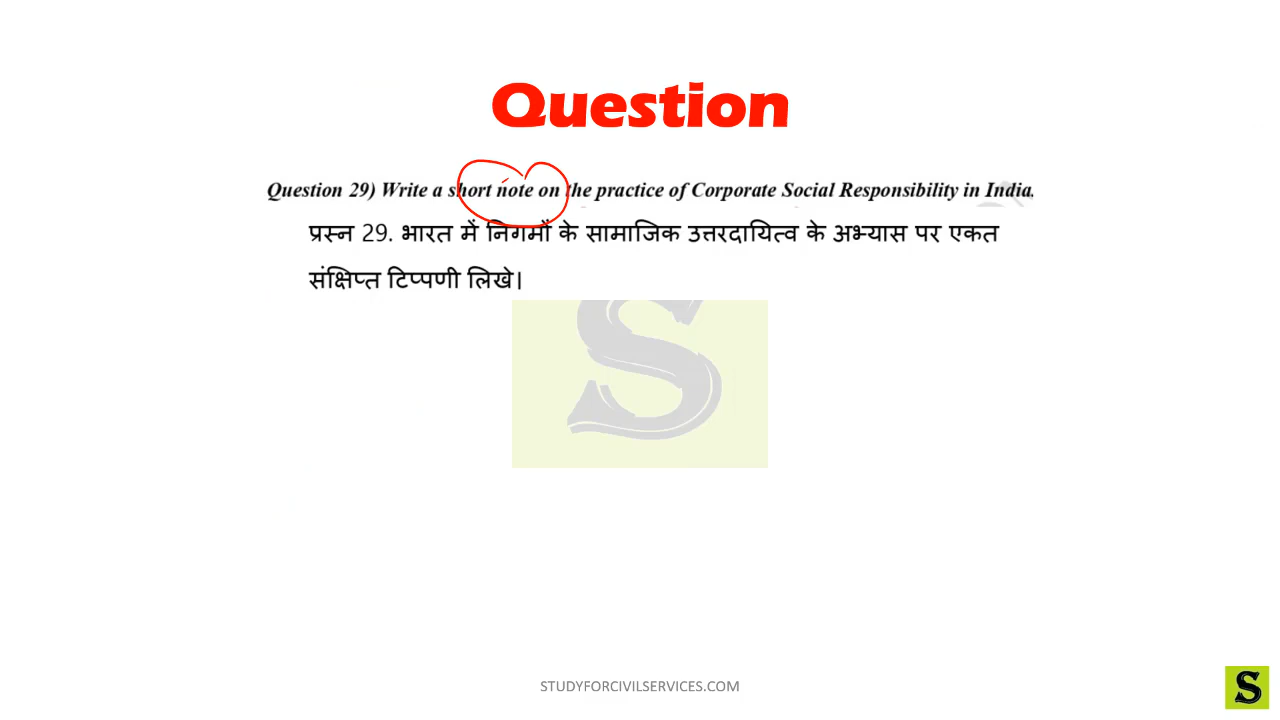 Question
Question 29) Write a short note on the practice of Corporate Social Responsibility in India.
प्रस्न 29. भारत में निगमों के सामाजिक उत्तरदायित्व के अभ्यास पर एकत
संक्षिप्त टिप्पणी लिखे।
S
STUDYFORCIVILSERVICES.COM
S